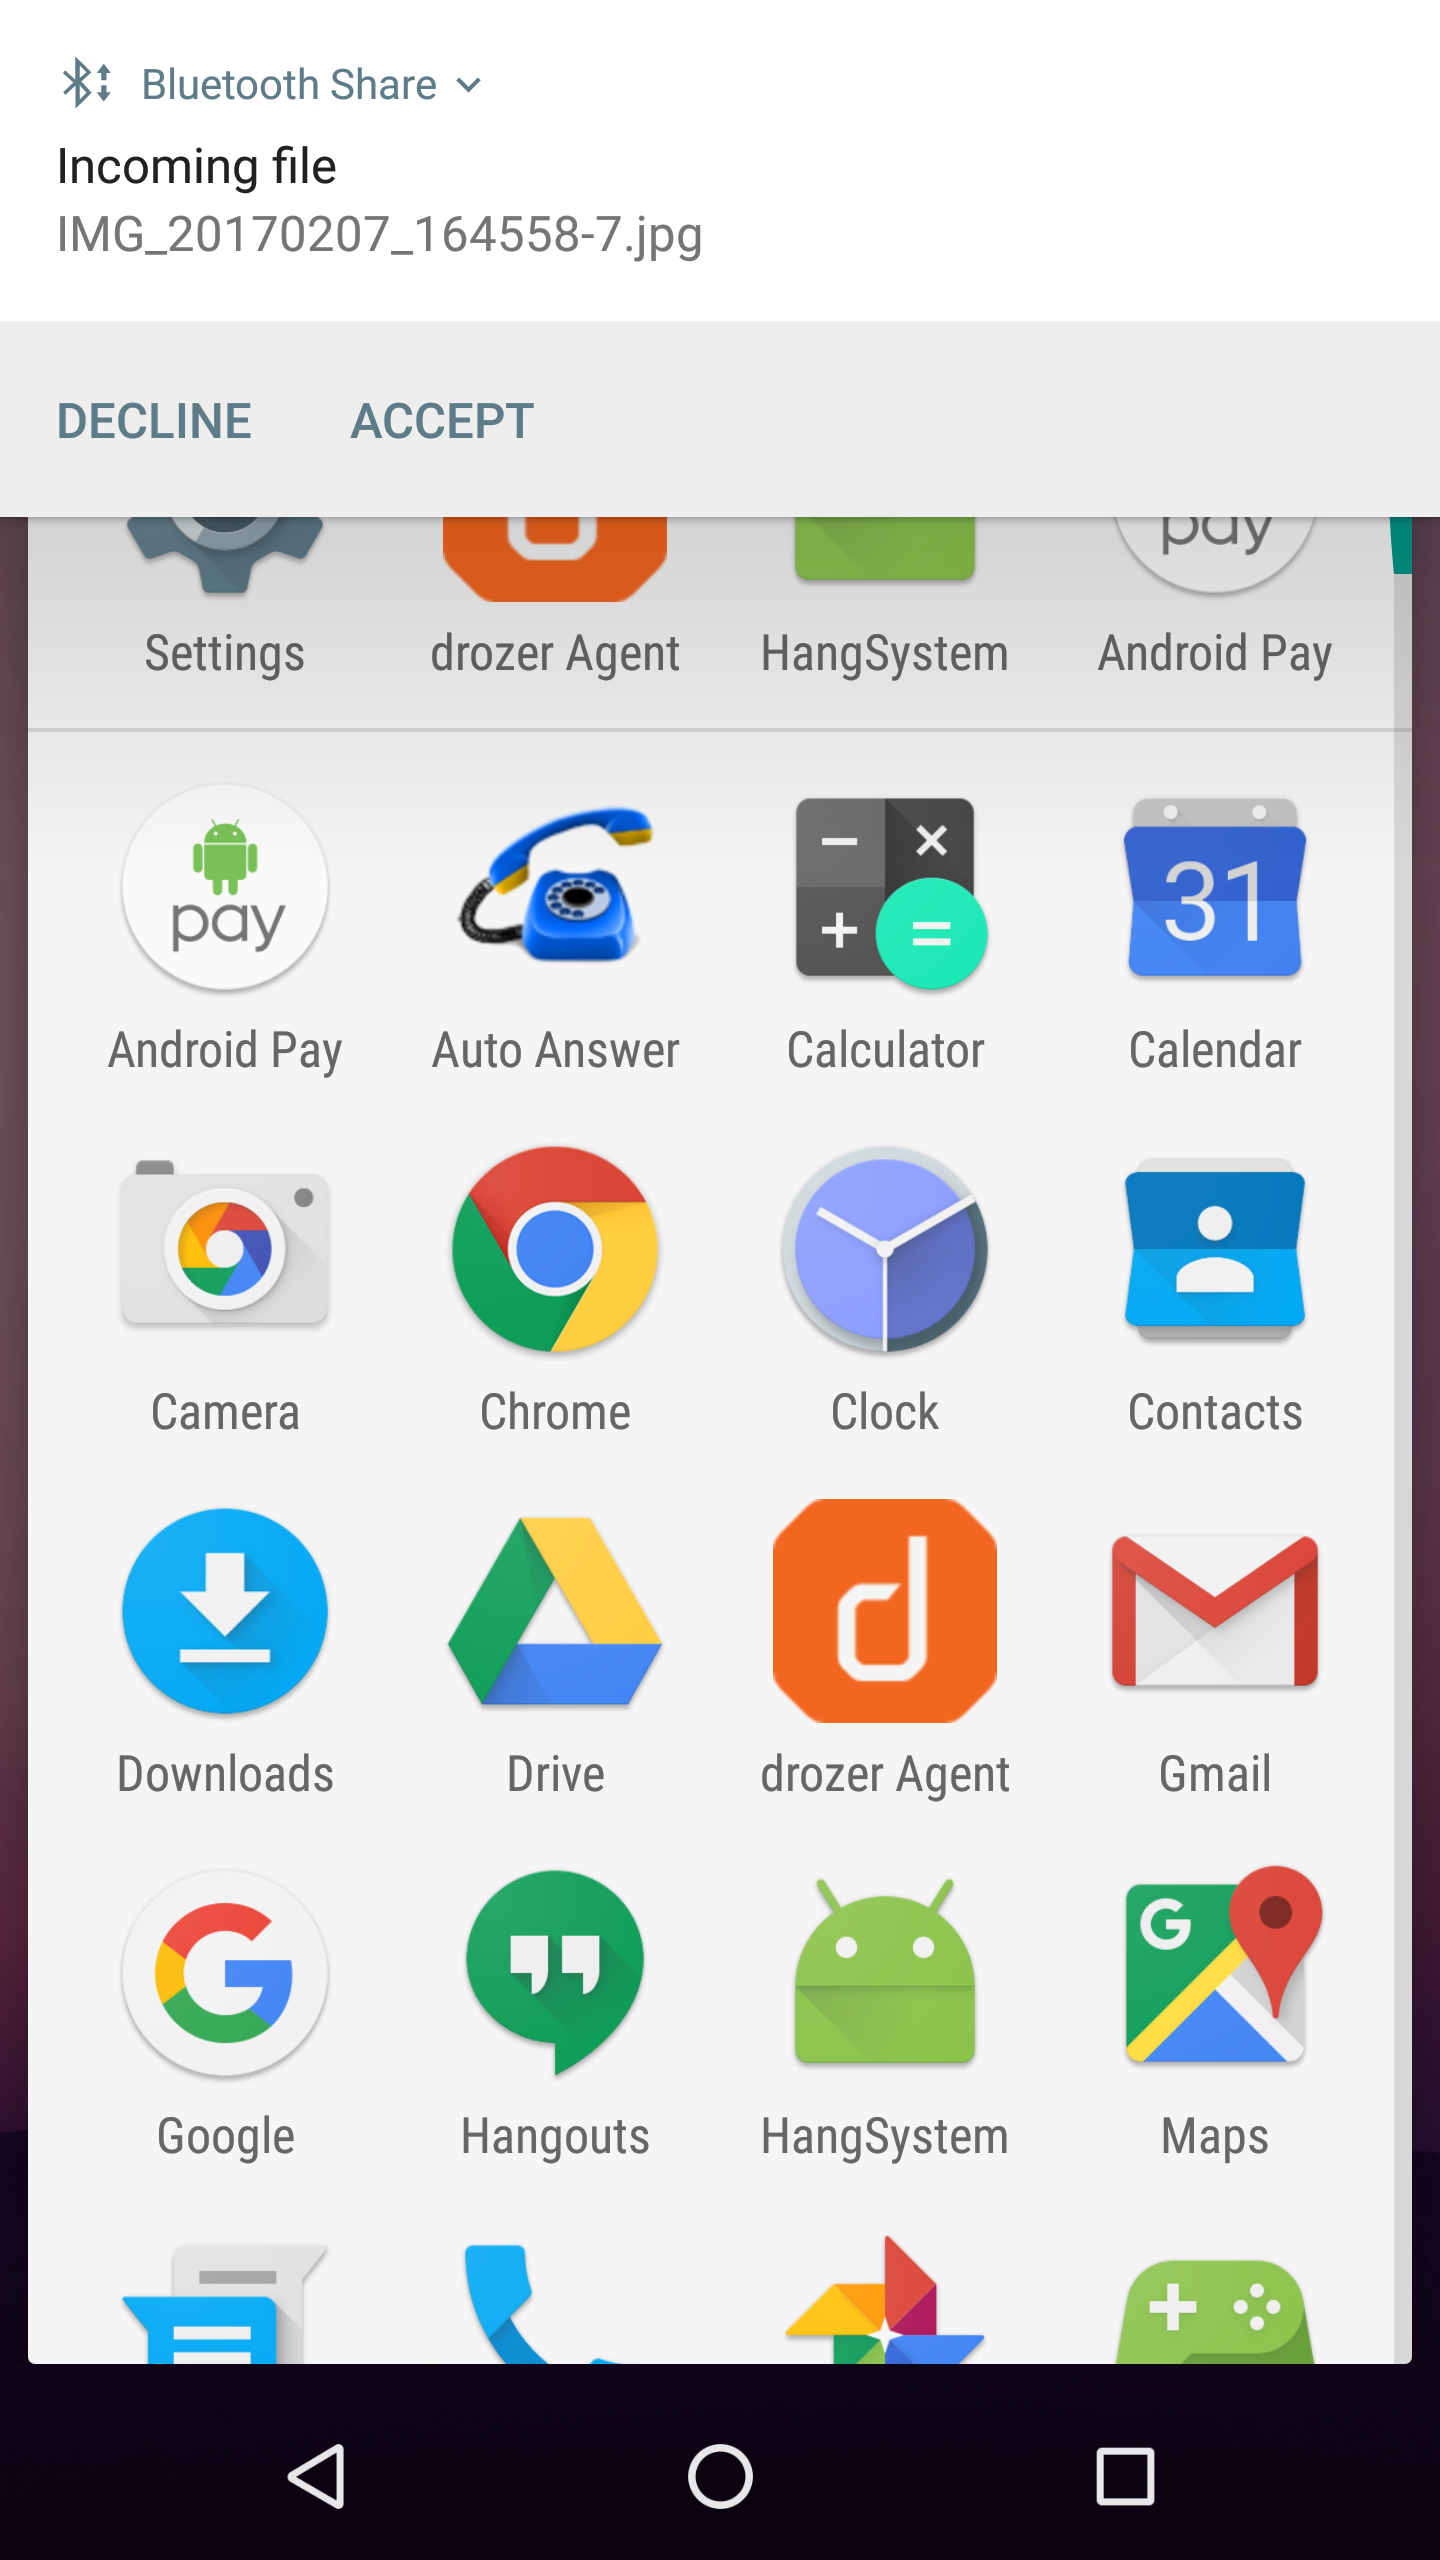 Bluetooth Share
Incoming file
IMG_20170207_164558-7.jpg
DECLINE ACCEPT
pay
Settings drozer Agent HangSystem Android Pay
pay 31
Android Pay Auto Answer Calculator Calendar
Camera Chrome Clock Contacts
Downloads Drive drozer Agent Gmail
G
Google Hangouts HangSystem Maps